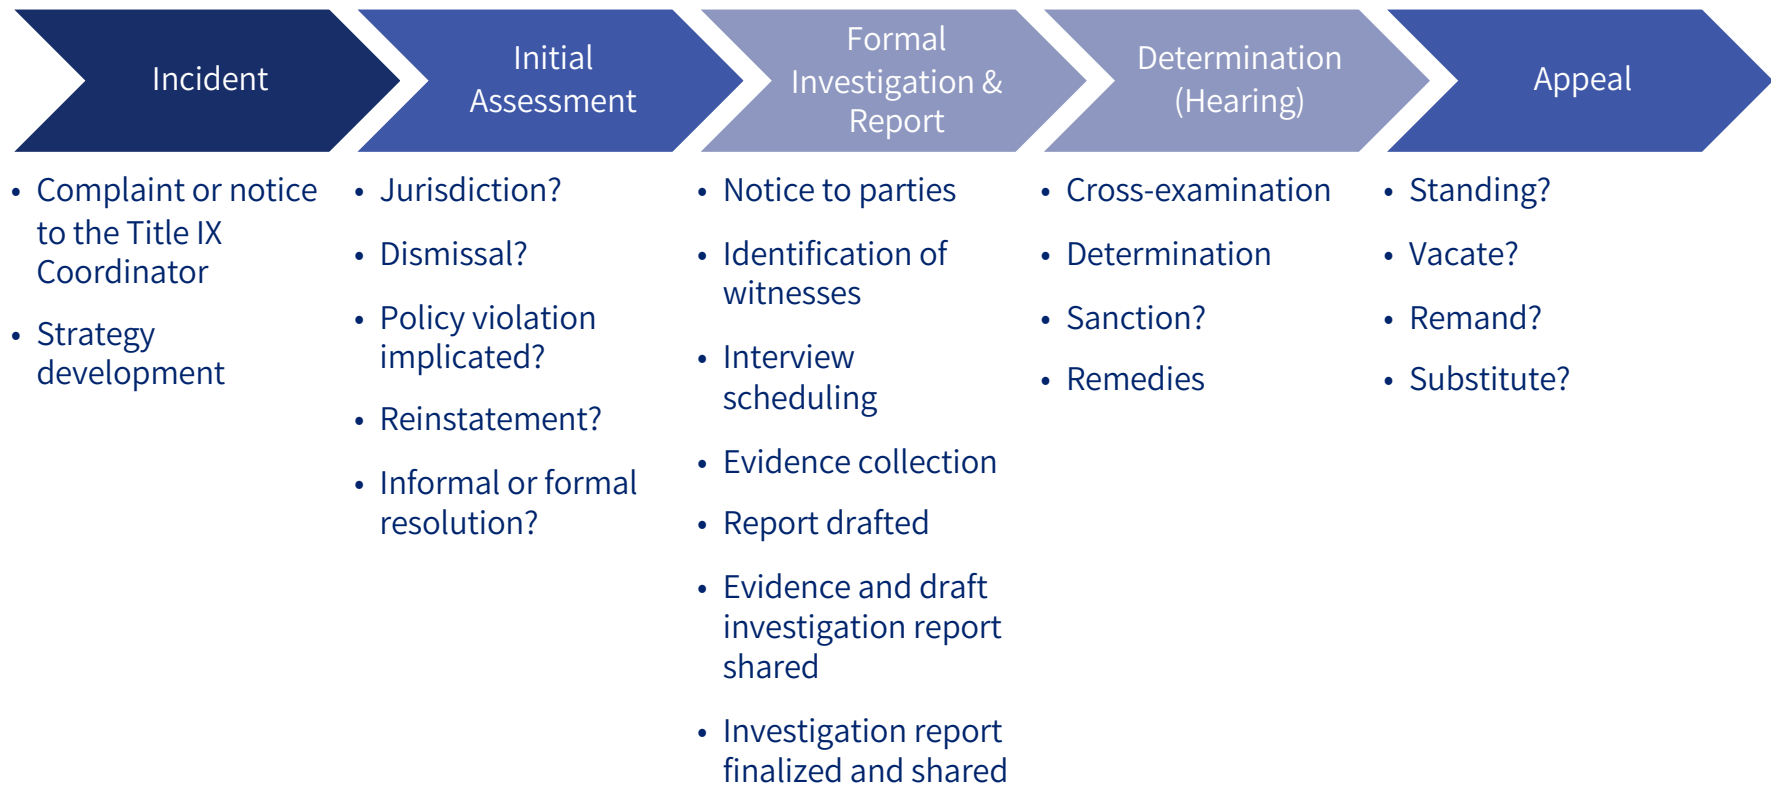 Incident
Initial
Assessment
Formal
Investigation &
Report
Determination
(Hearing)
Appeal
• Complaint or notice
to the Title IX
Coordinator
• Strategy
development
• Jurisdiction?
• Dismissal?
• Policy violation
implicated?
• Reinstatement?
• Informal or formal
resolution?
• Notice to parties
• Identification of
witnesses
• Interview
scheduling
• Evidence collection
• Report drafted
• Evidence and draft
investigation report
shared
• Investigation report
finalized and shared
• Cross-examination
• Determination
• Sanction?
• Remedies
• Standing?
• Vacate?
• Remand?
• Substitute?